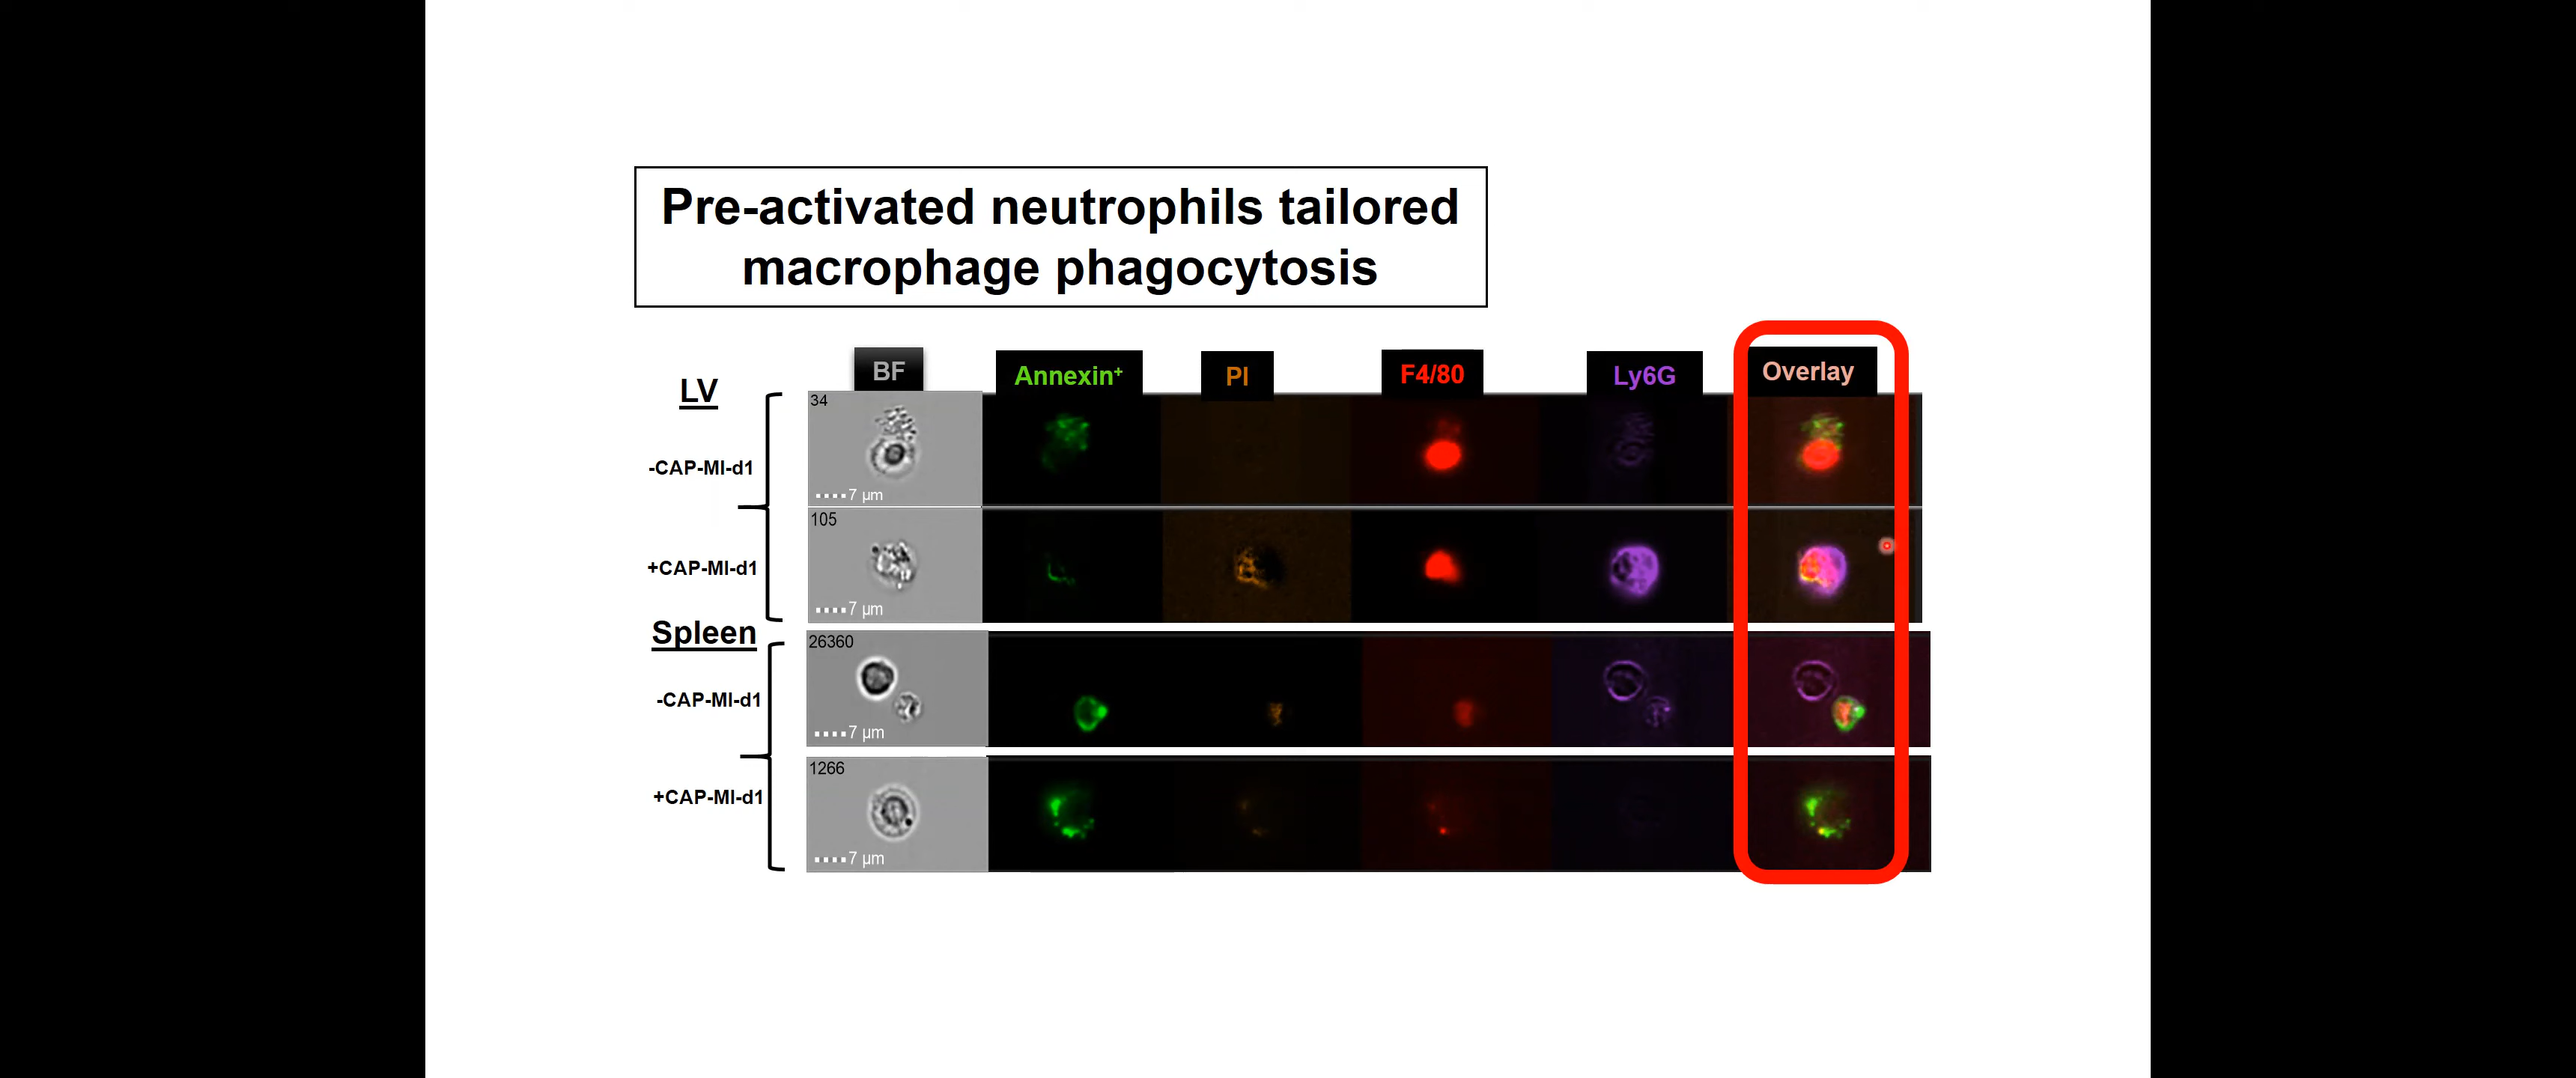 Pre-activated neutrophils tailored
macrophage phagocytosis
BF
Annexin+
PI
F4/80
Ly6G
Overlay
LV
34
-CAP-MI-d1
7 µm
105
+CAP-MI-d1
7 µm
Spleen
26360
-CAP-MI-d1
7 µm
1266
+CAP-MI-d1
7 µm